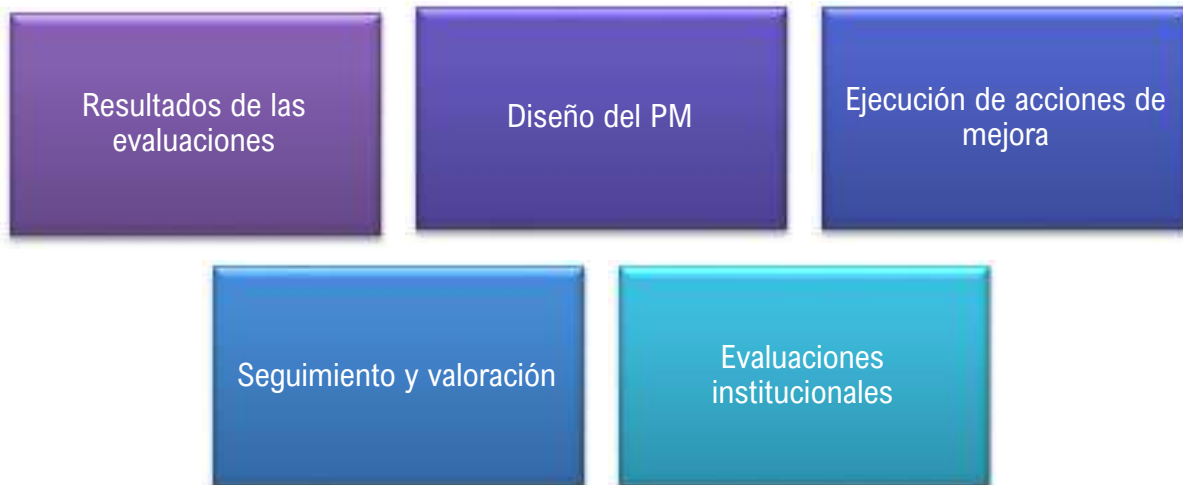 Resultados de las
evaluaciones
Diseño del PM
Ejecución de acciones de
mejora
Seguimiento y valoración
Evaluaciones
institucionales